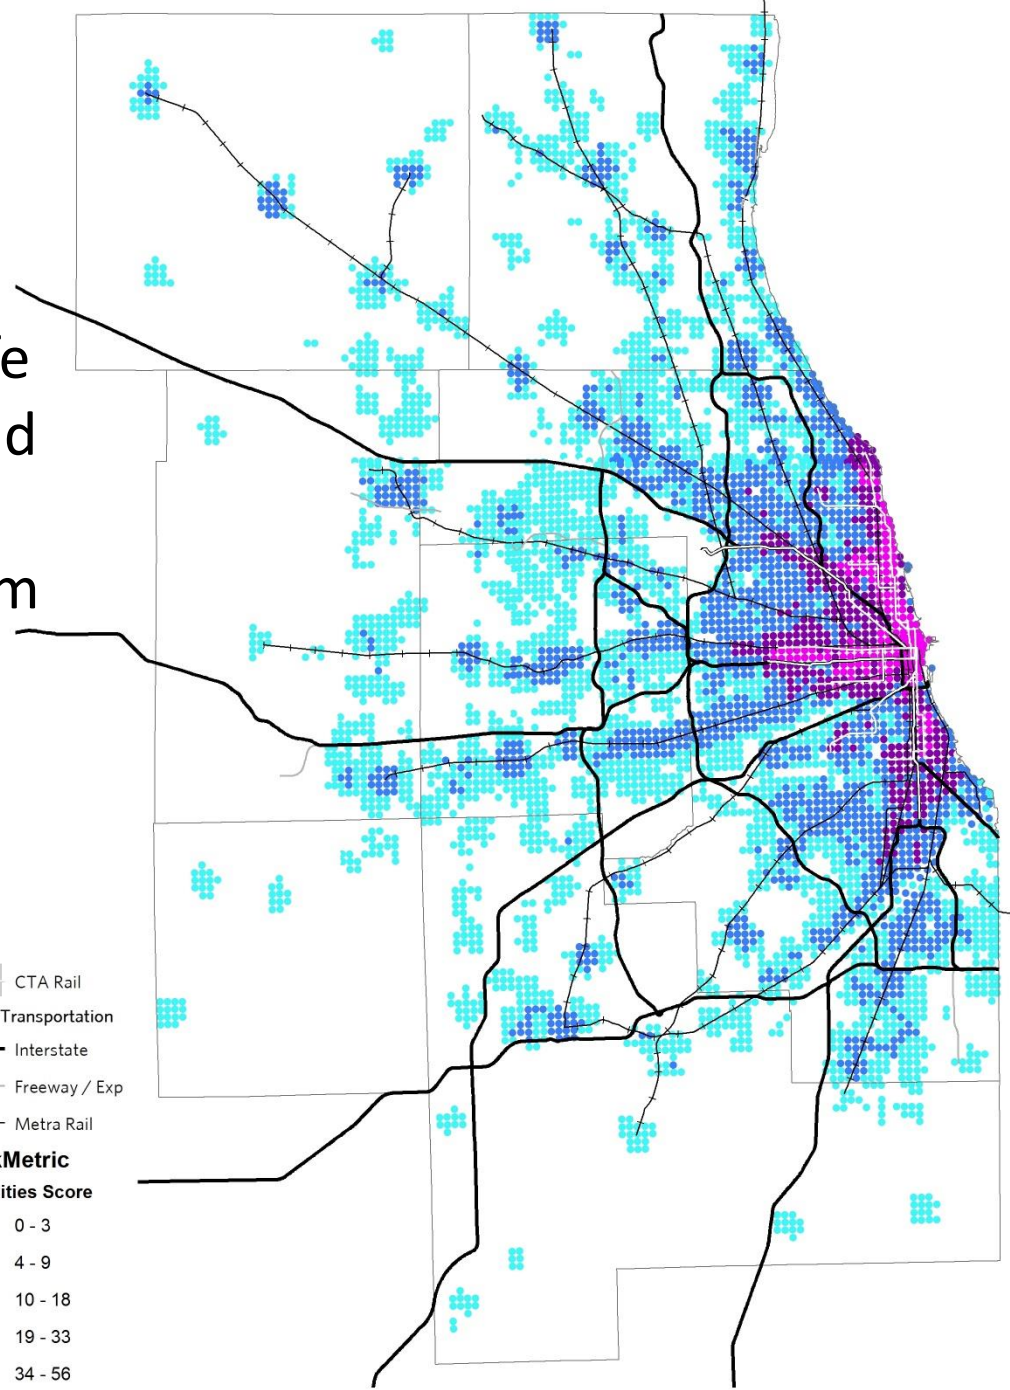 CTA Rail
Transportation
Interstate
Freeway / Exp
Metra Rail
Metric
0 - 3
4 - 9
10 - 18
19 - 33
34 - 56
Score